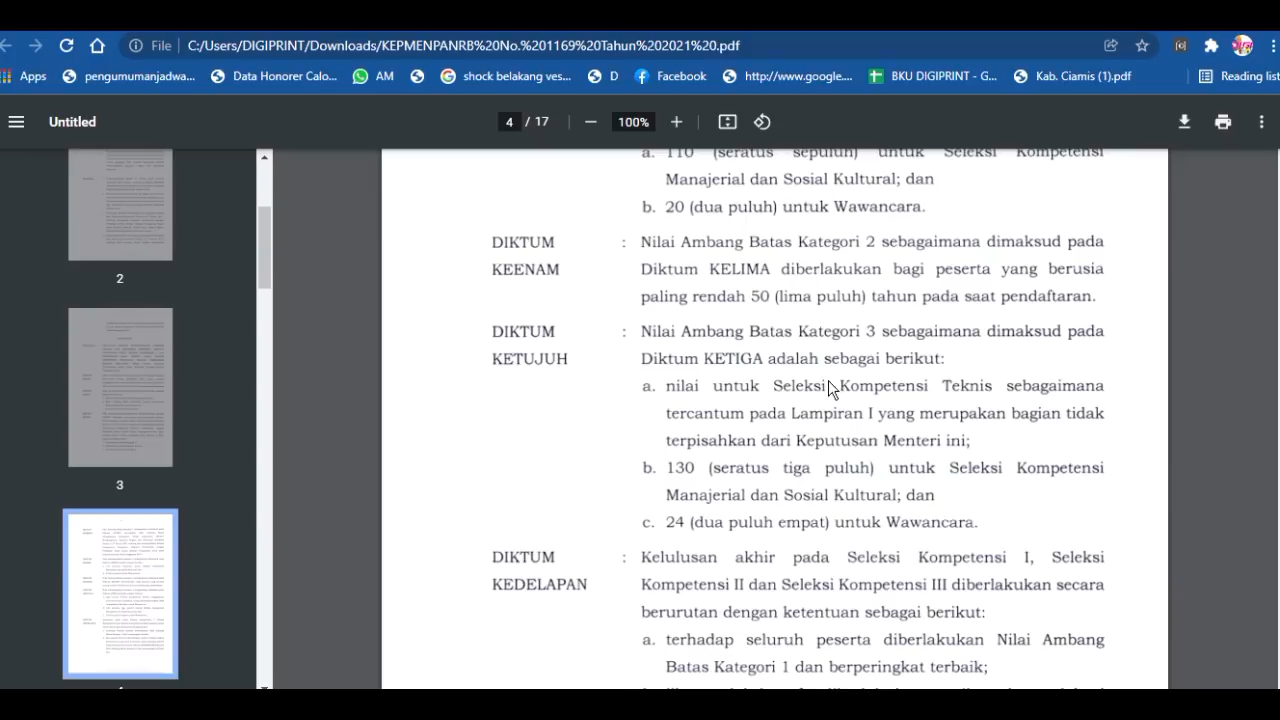 File C:/Users/DIGIPRINT/Downloads/KEPMENPANRB%20No.%201169%20Tahun%202021%20.pdf
Apps pengumumanjadwa... Data Honorer Calo... AM shock belakang ves... D Facebook http://www.google.... BKU DIGIPRINT - G... Kab. Ciamis (1).pdf Reading list
Untitled 4 / 17 100%
2
3
a. 110 (seratus sepuluh) untuk Seleksi Kompetensi
Manajerial dan Sosial Kultural; dan
b. 20 (dua puluh) untuk Wawancara.
DIKTUM : Nilai Ambang Batas Kategori 2 sebagaimana dimaksud pada
KEENAM Diktum KELIMA diberlakukan bagi peserta yang berusia
paling rendah 50 (lima puluh) tahun pada saat pendaftaran.
DIKTUM : Nilai Ambang Batas Kategori 3 sebagaimana dimaksud pada
KETUJUH Diktum KETIGA adalah sebagai berikut:
a. nilai untuk Seleksi Kompetensi Teknis sebagaimana
tercantum pada Lampiran I yang merupakan bagian tidak
terpisahkan dari Keputusan Menteri ini;
b. 130 (seratus tiga puluh) untuk Seleksi Kompetensi
Manajerial dan Sosial Kultural; dan
c. 24 (dua puluh empat) untuk Wawancara.
DIKTUM : Kelulusan akhir pada Seleksi Kompetensi I, Seleksi
KEDELAPAN Kompetensi II dan Seleksi Kompetensi III diberlakukan secara
berurutan dengan ketentuan sebagai berikut:
a. terhadap seluruh peserta diberlakukan Nilai Ambang
Batas Kategori 1 dan berperingkat terbaik;